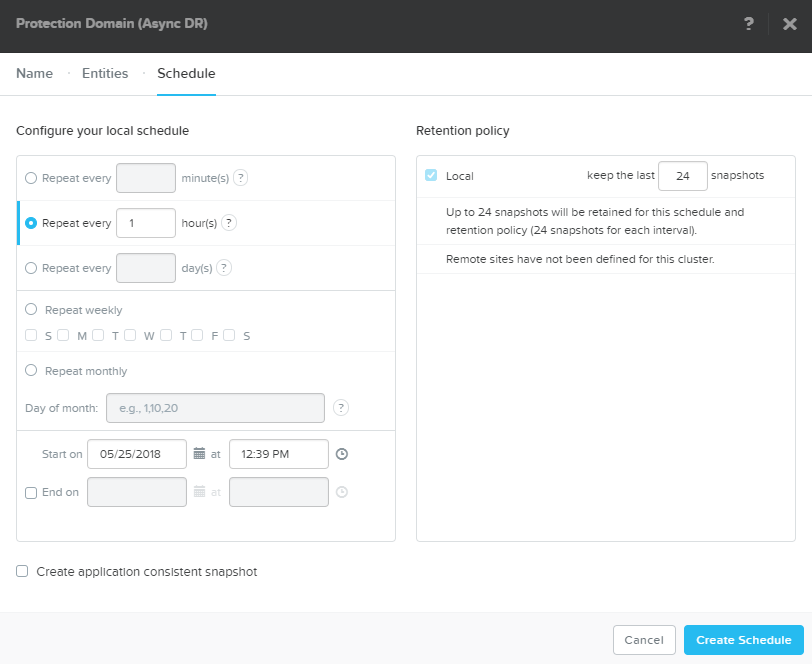 Protection Domain (Async DR)
?
Name · Entities · Schedule
Configure your local schedule
Repeat every minute(s) ?
Repeat every 1 hour(s) ?
Repeat every day(s) ?
Repeat weekly
S M T W T F S
Repeat monthly
Day of month: e.g., 1,10,20 ?
Start on 05/25/2018 at 12:39 PM
End on at
Retention policy
Local keep the last 24 snapshots
Up to 24 snapshots will be retained for this schedule and
retention policy (24 snapshots for each interval).
Remote sites have not been defined for this cluster.
Create application consistent snapshot
Cancel Create Schedule